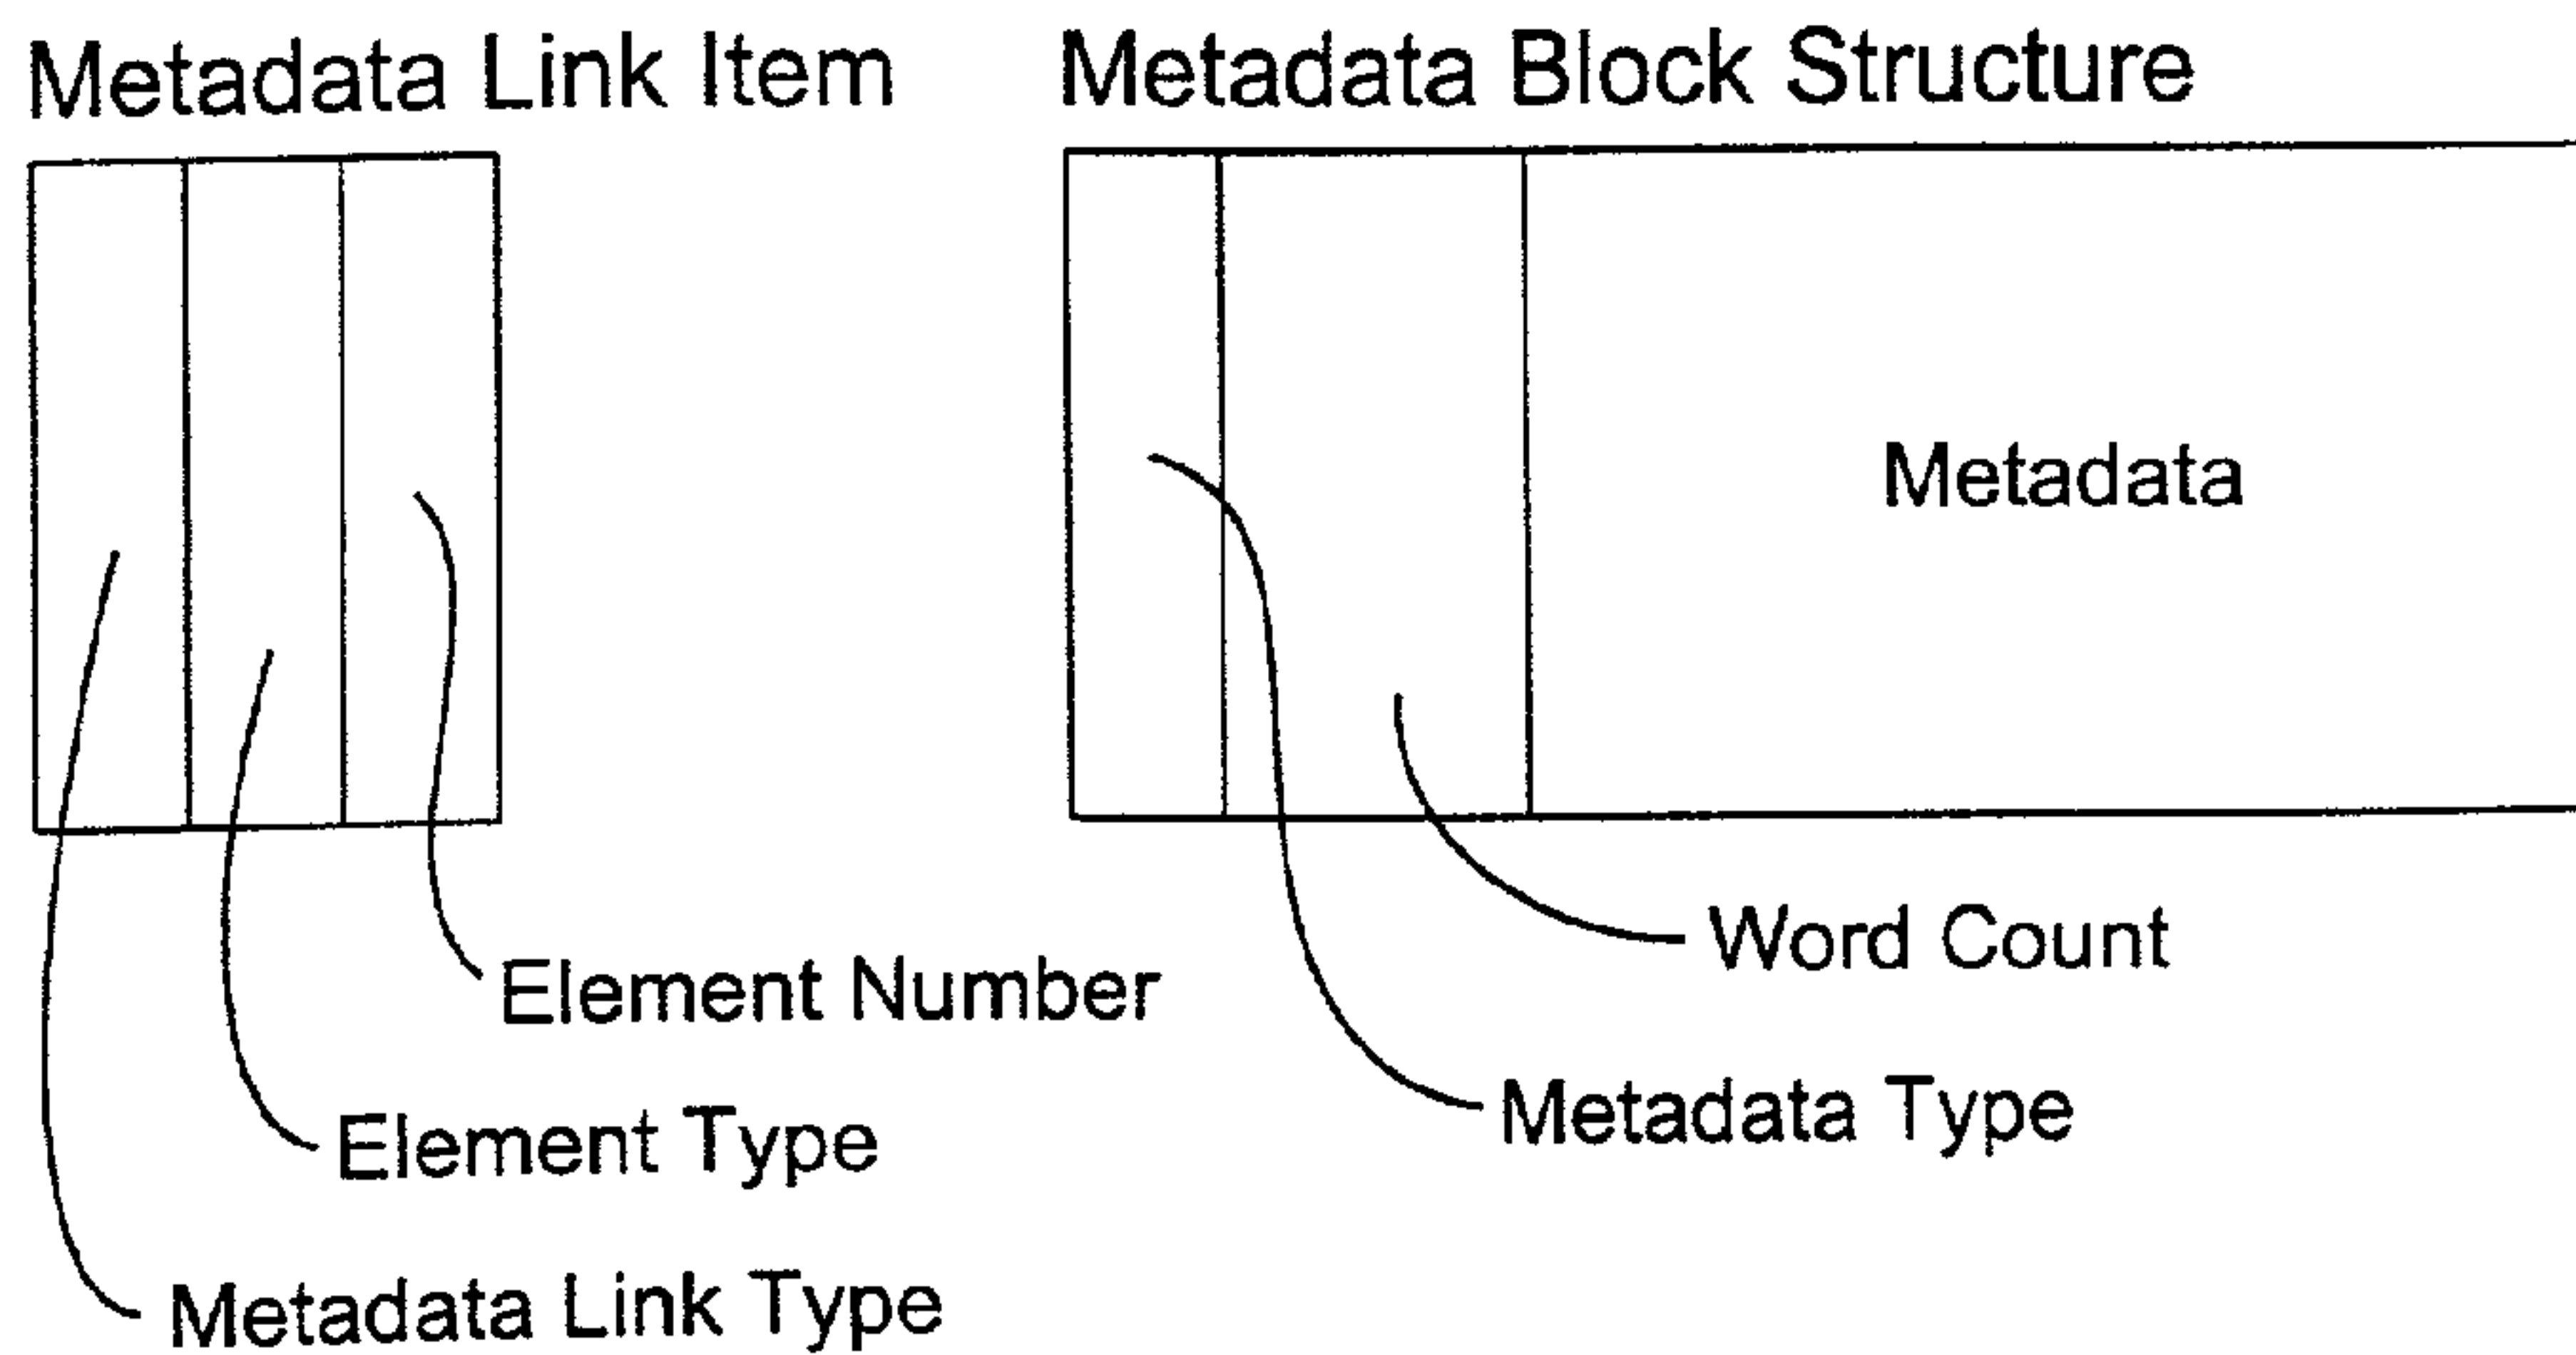 Metadata Link Item
Metadata Block Structure
Metadata
Word Count
Element Number
Metadata Type
Element Type
Metadata Link Type